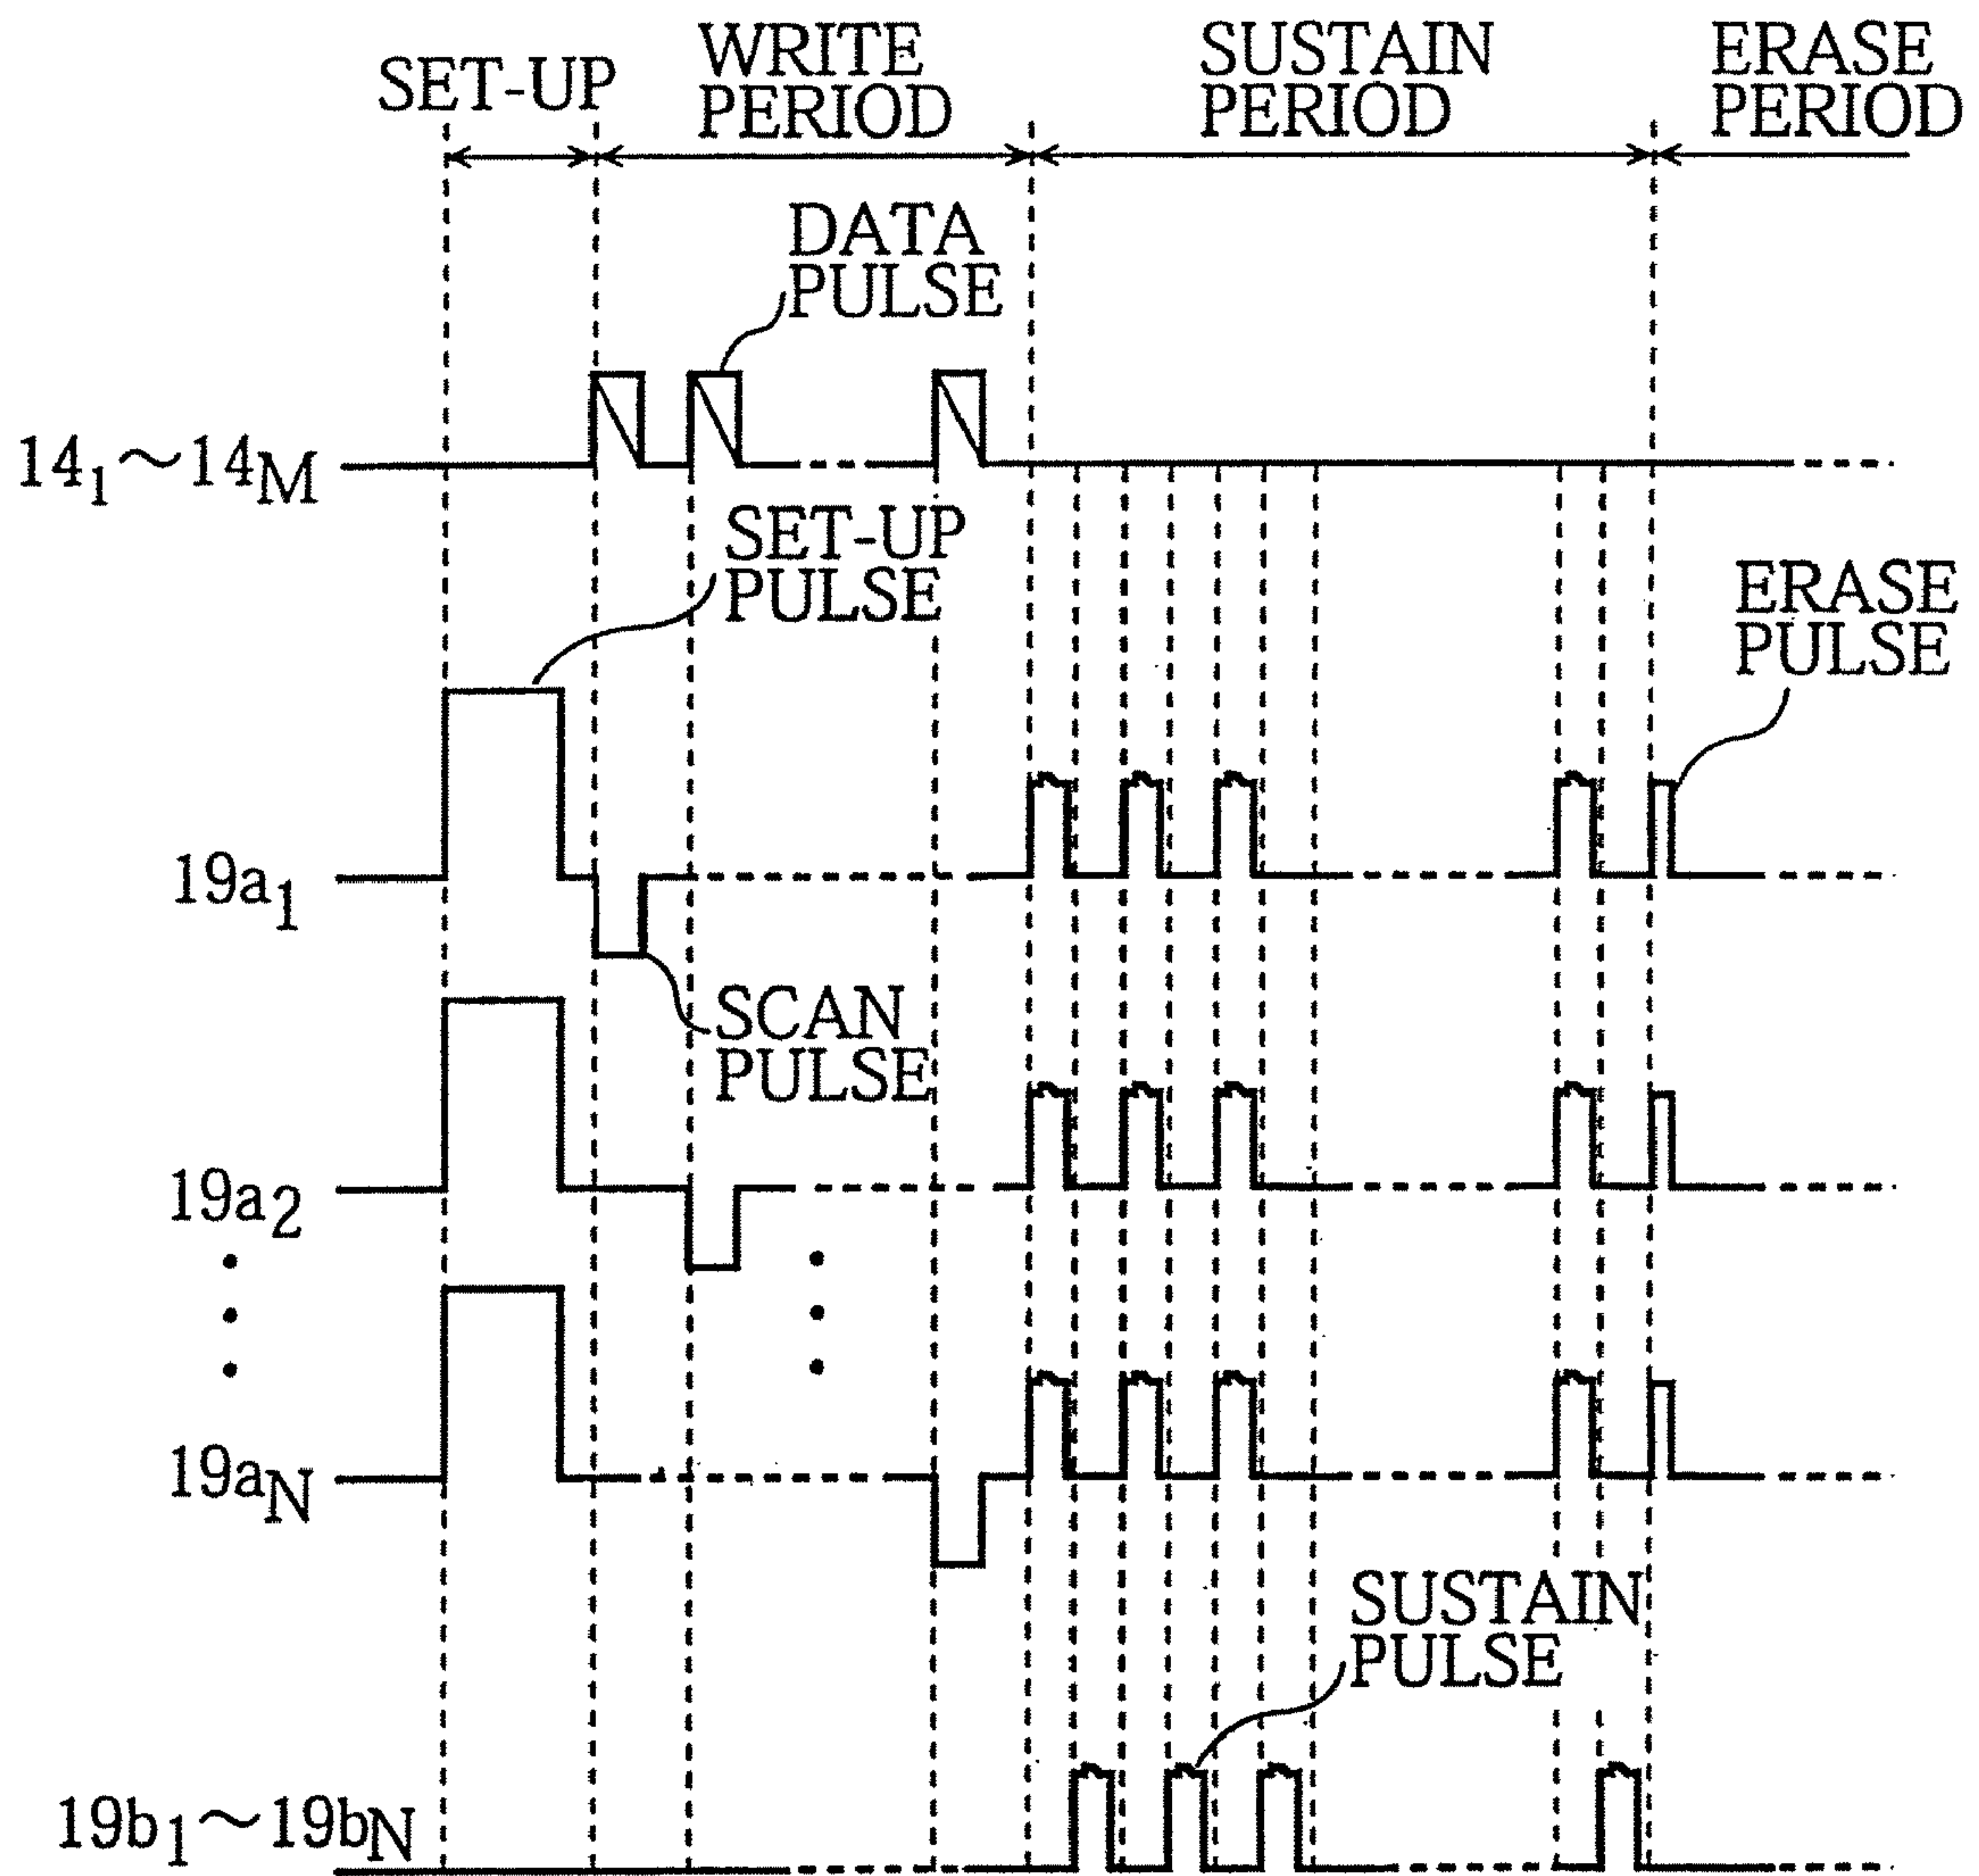 SET-UP
WRITE
PERIOD
SUSTAIN
PERIOD
ERASE
PERIOD
DATA
PULSE
14₁～14M
SET-UP
PULSE
ERASE
PULSE
19a₁
SCAN
PULSE
19a₂
19aN
SUSTAIN
PULSE
19b₁～19bN